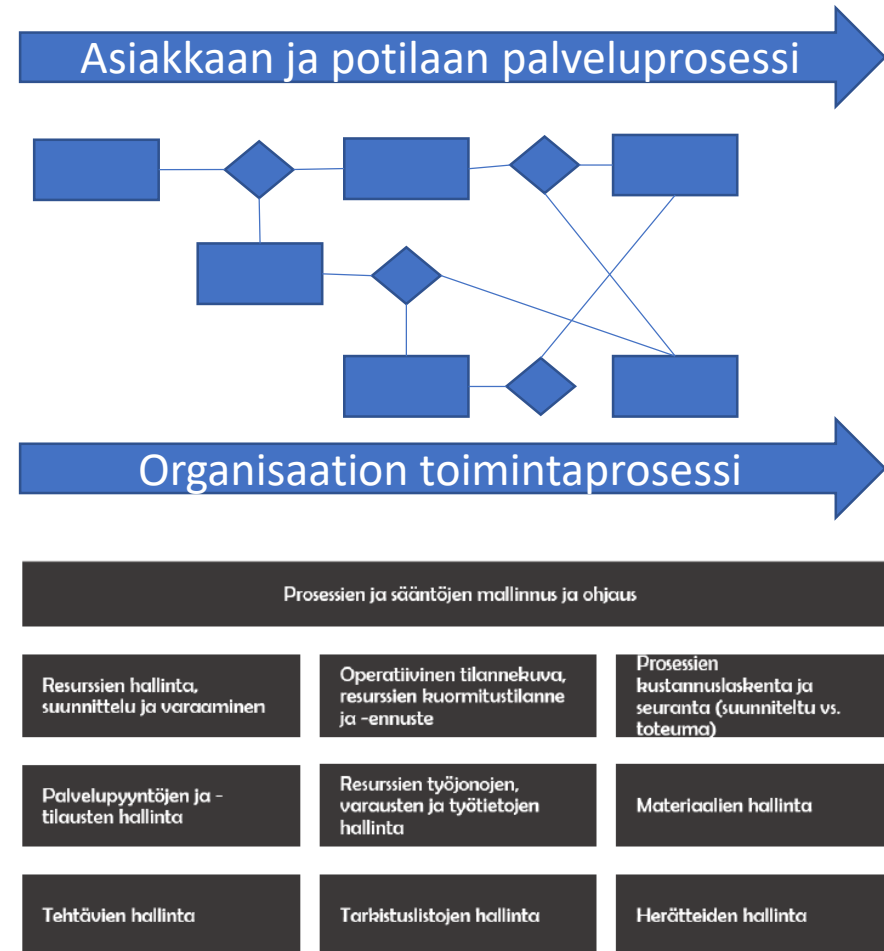 Asiakkaan ja potilaan palveluprosessi
Organisaation toimintaprosessi
Prosessien ja sääntöjen mallinnus ja ohjaus
Resurssien hallinta,
suunnittelu ja varaaminen
Operatiivinen tilannekuva,
resurssien kuormitustilanne
ja -ennuste
Prosessien
kustannuslaskenta ja
seuranta (suunniteltu vs.
toteuma)
Palvelupyyntöjen ja -
tilausten hallinta
Resurssien työjonojen,
varausten ja työtietojen
hallinta
Materiaalien hallinta
Tehtävien hallinta
Tarkistuslistojen hallinta
Herätteiden hallinta